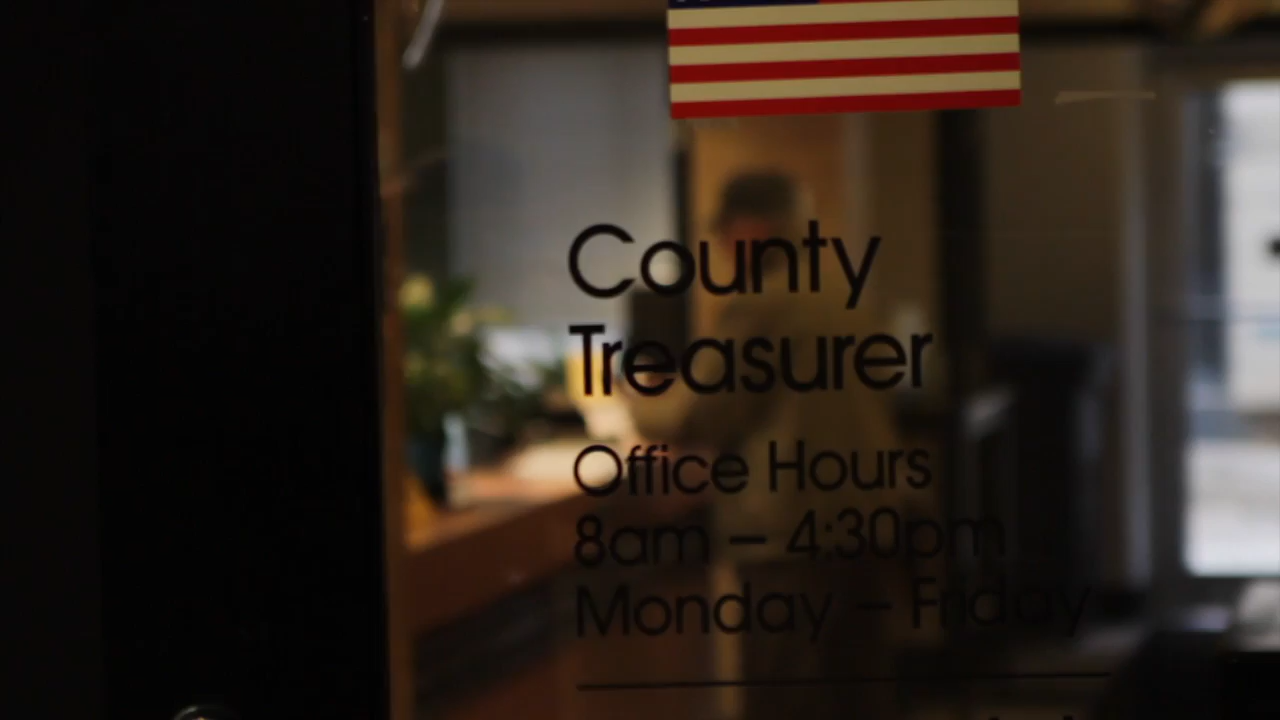 County
Treasurer
Office Hours
8am – 4:30pm
Monday – Friday